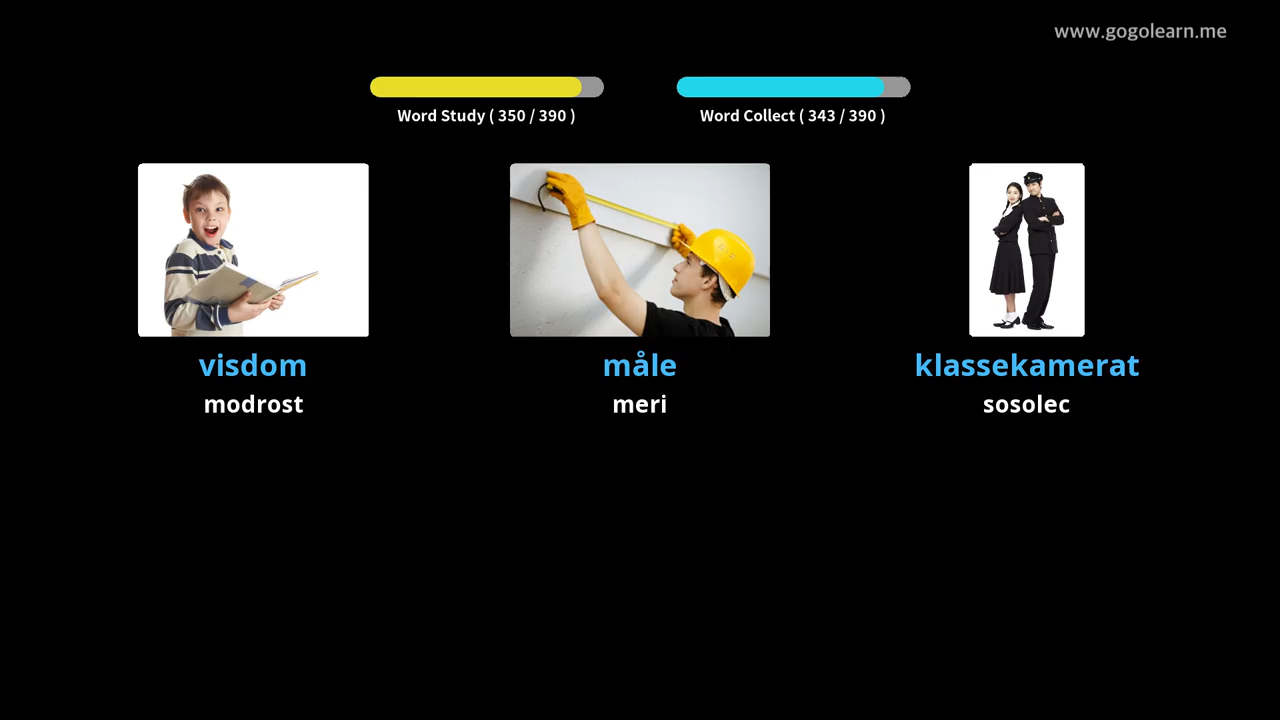 www.gogolearn.me
Word Study ( 350 / 390 )
Word Collect ( 343 / 390 )
visdom
måle
klassekamerat
modrost
meri
sosolec